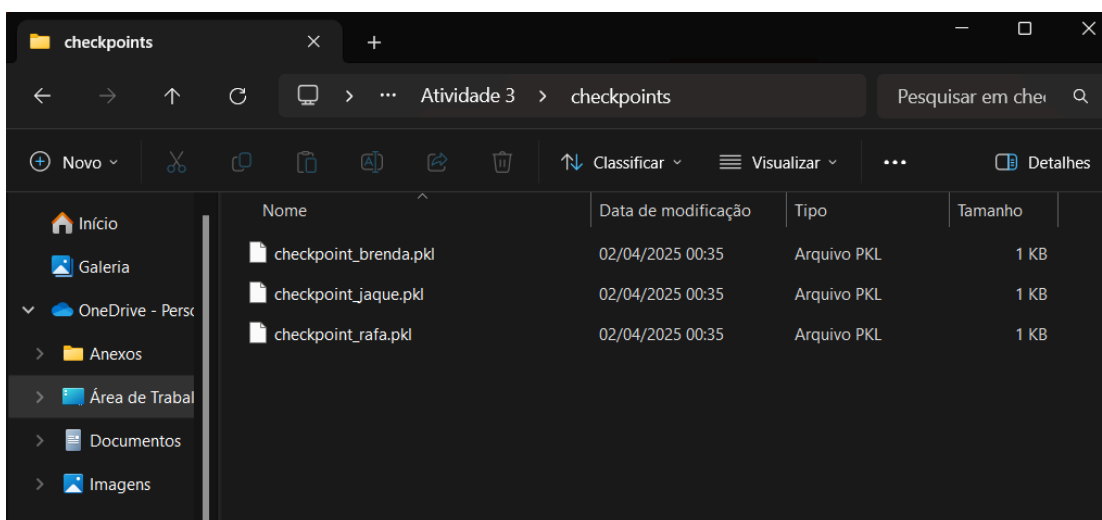 checkpoints
Atividade 3 > checkpoints
Pesquisar em che
Novo
Classificar
Visualizar
Detalhes
Nome Data de modificação Tipo Tamanho
checkpoint_brenda.pkl 02/04/2025 00:35 Arquivo PKL 1 KB
checkpoint_jaque.pkl 02/04/2025 00:35 Arquivo PKL 1 KB
checkpoint_rafa.pkl 02/04/2025 00:35 Arquivo PKL 1 KB
Início
Galeria
OneDrive - Perso
Anexos
Área de Trabal
Documentos
Imagens